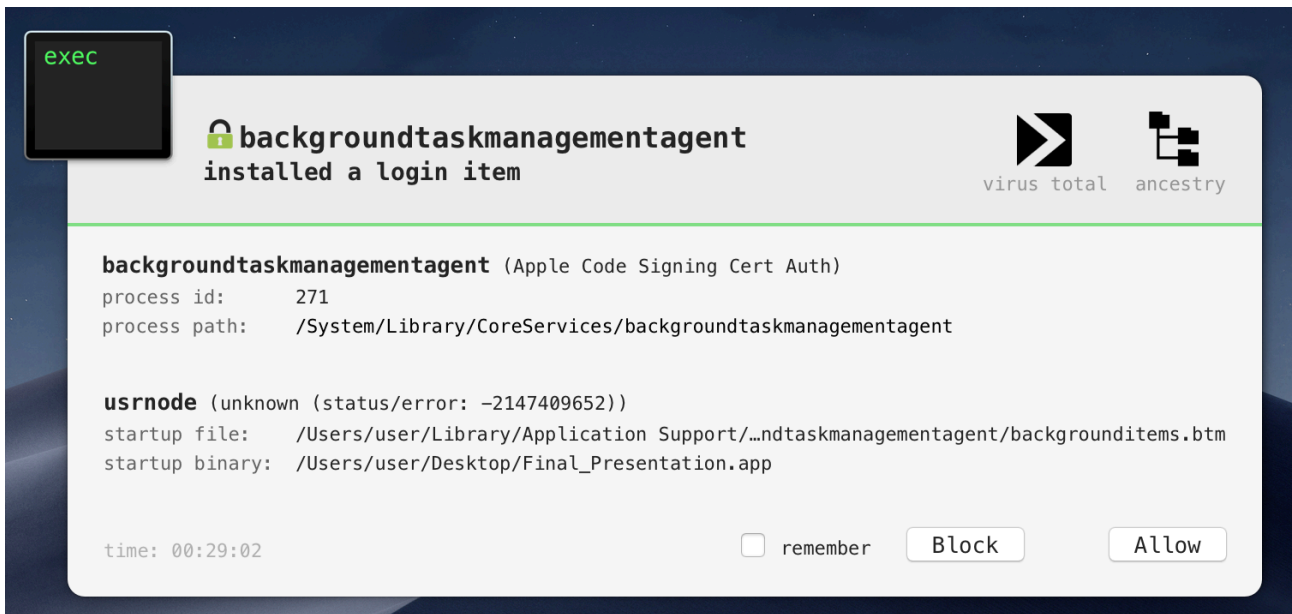 exec
backgroundtaskmanagementagent
installed a login item
virus total
ancestry
backgroundtaskmanagementagent (Apple Code Signing Cert Auth)
process id: 271
process path: /System/Library/CoreServices/backgroundtaskmanagementagent
usrnode (unknown (status/error: -2147409652))
startup file: /Users/user/Library/Application Support/…ndtaskmanagementagent/backgrounditems.btm
startup binary: /Users/user/Desktop/Final_Presentation.app
time: 00:29:02
remember
Block
Allow